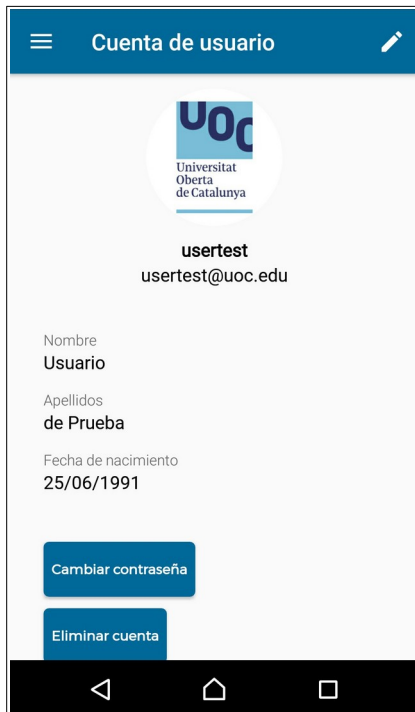 Cuenta de usuario
UOC
Universitat
Oberta
de Catalunya
usertest
usertest@uoc.edu
Nombre
Usuario
Apellidos
de Prueba
Fecha de nacimiento
25/06/1991
Cambiar contraseña
Eliminar cuenta